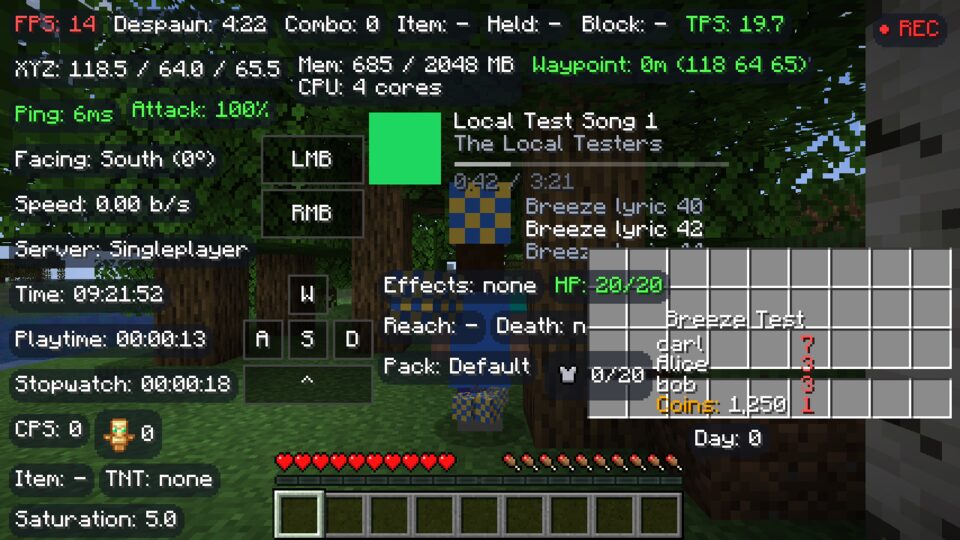 FPS: 14 Despawn: 4:22 Combo: 0 Item: - Held: - Block: - TPS: 19.7
REC
XYZ: 118.5 / 64.0 / 65.5 Mem: 685 / 2048 MB Waypoint: 0m (118 64 65)
CPU: 4 cores
Ping: 6ms Attack: 100%
Local Test Song 1
The Local Testers
0:42 / 3:21
Breeze lyric 40
Breeze lyric 42
Breeze
Facing: South (0°)
LMB
Speed: 0.00 b/s
RMB
Server: Singleplayer
Time: 09:21:52
W
Effects: none HP: 20/20
Playtime: 00:00:13
A S D
Reach: - Death: n
Stopwatch: 00:00:18
^
Pack: Default
0/20
Breeze Test
darl 7
Alice 3
bob 3
Coins: 1,250 1
Day: 0
CPS: 0
0
Item: - TNT: none
Saturation: 5.0